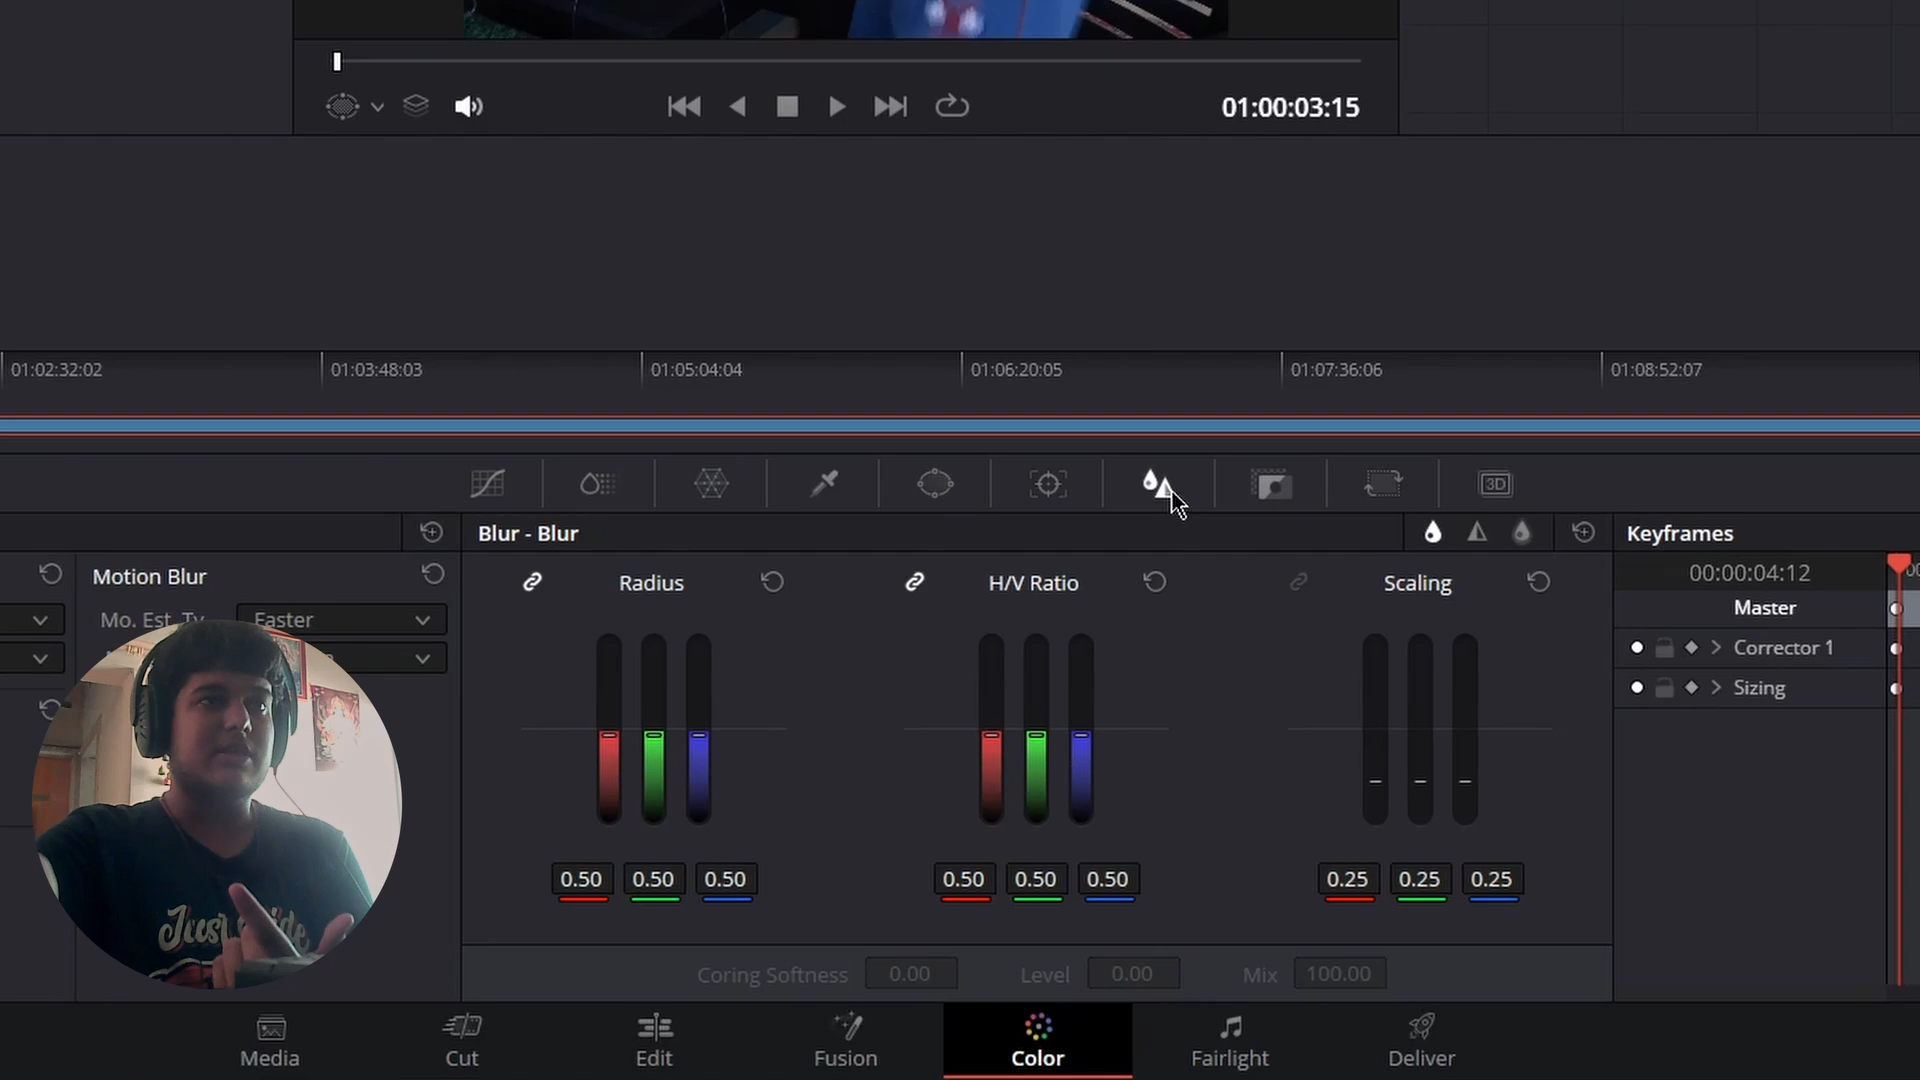 01:00:03:15
01:02:32:02
01:03:48:03
01:05:04:04
01:06:20:05
01:07:36:06
01:08:52:07
3D
Blur - Blur
Keyframes
Motion Blur
Radius
H/V Ratio
Scaling
00:00:04:12
Mo. Est. Ty
Faster
Master
Corrector 1
Sizing
0.50 0.50 0.50
0.50 0.50 0.50
0.25 0.25 0.25
Coring Softness 0.00 Level 0.00 Mix 100.00
Media
Cut
Edit
Fusion
Color
Fairlight
Deliver